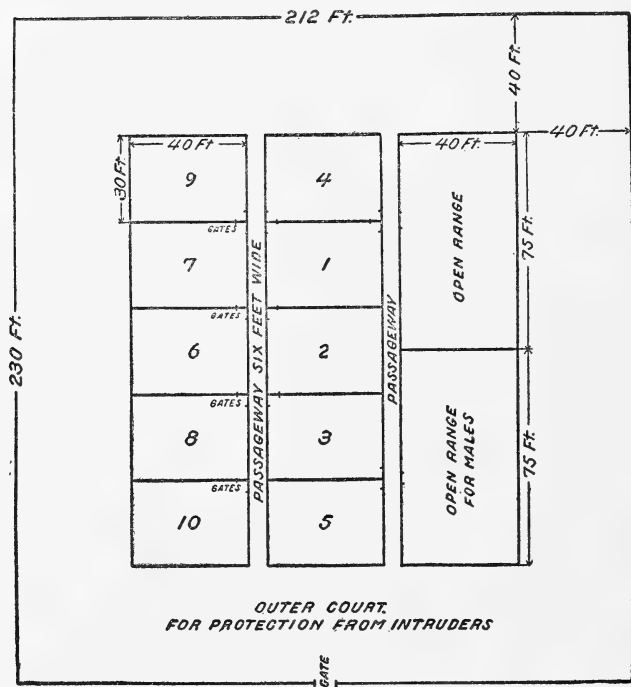 212 Ft.
40 Ft.
40 Ft.
40 Ft
40 Ft.
30 Ft.
9
4
GATES
7
1
OPEN RANGE
75 Ft.
GATES
PASSAGEWAY SIX FEET WIDE
PASSAGEWAY
230 Ft.
6
2
GATES
8
3
OPEN RANGE
FOR MALES
75 Ft.
GATES
10
5
OUTER COURT.
FOR PROTECTION FROM INTRUDERS
GATE